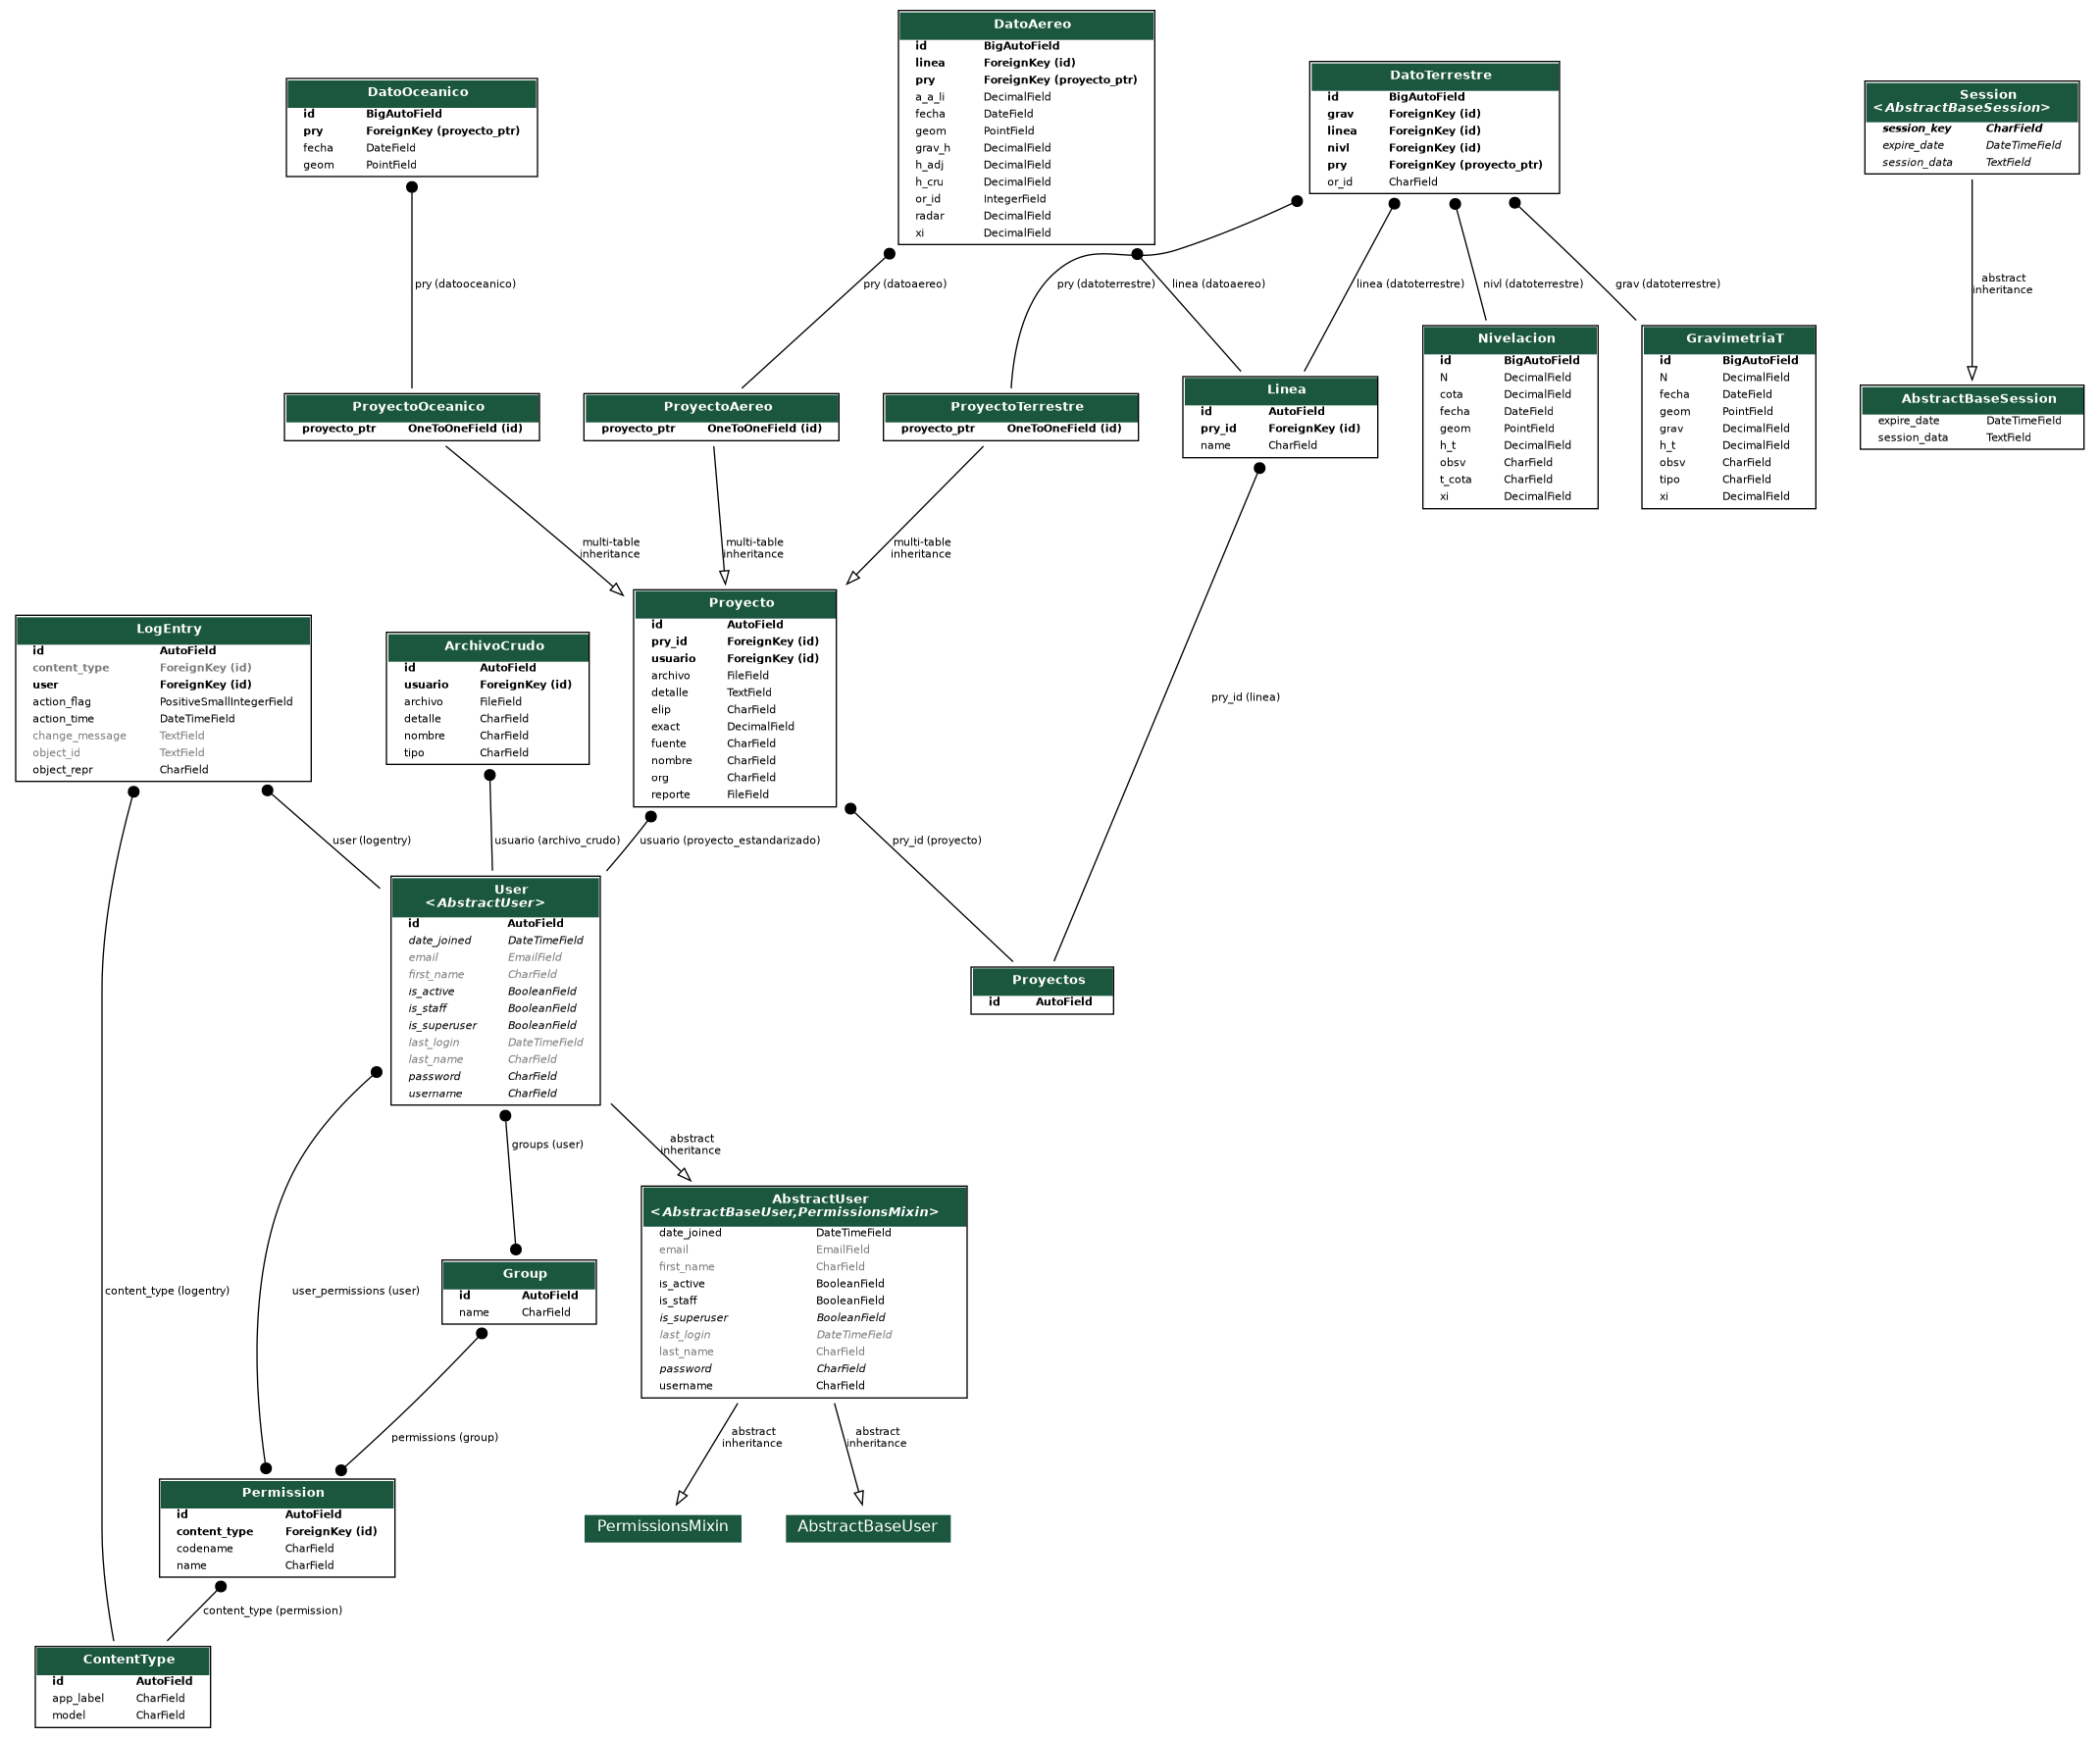 DatoAereo
id BigAutoField
linea ForeignKey (id)
pry ForeignKey (proyecto_ptr)
a_a_li DecimalField
fecha DateField
geom PointField
grav_h DecimalField
h_adj DecimalField
h_cru DecimalField
or_id IntegerField
radar DecimalField
xi DecimalField
DatoTerrestre
id BigAutoField
grav ForeignKey (id)
linea ForeignKey (id)
nivl ForeignKey (id)
pry ForeignKey (proyecto_ptr)
or_id CharField
DatoOceanico
id BigAutoField
pry ForeignKey (proyecto_ptr)
fecha DateField
geom PointField
Session
<AbstractBaseSession>
session_key CharField
expire_date DateTimeField
session_data TextField
pry (datooceanico)
pry (datoaereo)
pry (datoterrestre)
linea (datoaereo)
linea (datoterrestre)
nivl (datoterrestre)
grav (datoterrestre)
abstract
inheritance
ProyectoOceanico
proyecto_ptr OneToOneField (id)
ProyectoAereo
proyecto_ptr OneToOneField (id)
ProyectoTerrestre
proyecto_ptr OneToOneField (id)
Linea
id AutoField
pry_id ForeignKey (id)
name CharField
Nivelacion
id BigAutoField
N DecimalField
cota DecimalField
fecha DateField
geom PointField
h_t DecimalField
obsv CharField
t_cota CharField
xi DecimalField
GravimetriaT
id BigAutoField
N DecimalField
fecha DateField
geom PointField
grav DecimalField
h_t DecimalField
obsv CharField
tipo CharField
xi DecimalField
AbstractBaseSession
expire_date DateTimeField
session_data TextField
multi-table
inheritance
multi-table
inheritance
multi-table
inheritance
LogEntry
id AutoField
content_type ForeignKey (id)
user ForeignKey (id)
action_flag PositiveSmallIntegerField
action_time DateTimeField
change_message TextField
object_id TextField
object_repr CharField
ArchivoCrudo
id AutoField
usuario ForeignKey (id)
archivo FileField
detalle CharField
nombre CharField
tipo CharField
Proyecto
id AutoField
pry_id ForeignKey (id)
usuario ForeignKey (id)
archivo FileField
detalle TextField
elip CharField
exact DecimalField
fuente CharField
nombre CharField
org CharField
reporte FileField
pry_id (linea)
user (logentry)
usuario (archivo_crudo)
usuario (proyecto_estandarizado)
pry_id (proyecto)
User
<AbstractUser>
id AutoField
date_joined DateTimeField
email EmailField
first_name CharField
is_active BooleanField
is_staff BooleanField
is_superuser BooleanField
last_login DateTimeField
last_name CharField
password CharField
username CharField
Proyectos
id AutoField
groups (user)
abstract
inheritance
AbstractUser
<AbstractBaseUser,PermissionsMixin>
date_joined DateTimeField
email EmailField
first_name CharField
is_active BooleanField
is_staff BooleanField
is_superuser BooleanField
last_login DateTimeField
last_name CharField
password CharField
username CharField
content_type (logentry)
user_permissions (user)
Group
id AutoField
name CharField
permissions (group)
abstract
inheritance
abstract
inheritance
Permission
id AutoField
content_type ForeignKey (id)
codename CharField
name CharField
PermissionsMixin
AbstractBaseUser
content_type (permission)
ContentType
id AutoField
app_label CharField
model CharField